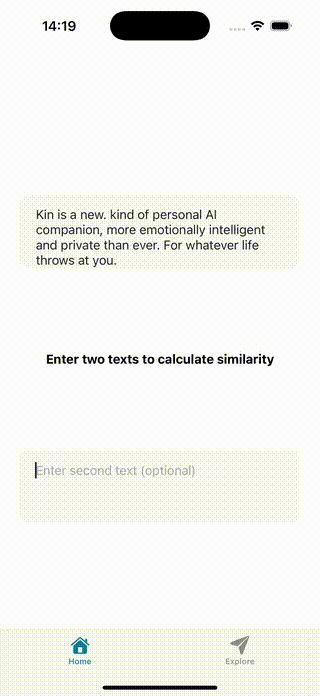 14:19
Kin is a new. kind of personal AI
companion, more emotionally intelligent
and private than ever. For whatever life
throws at you.
Enter two texts to calculate similarity
Enter second text (optional)
Home
Explore